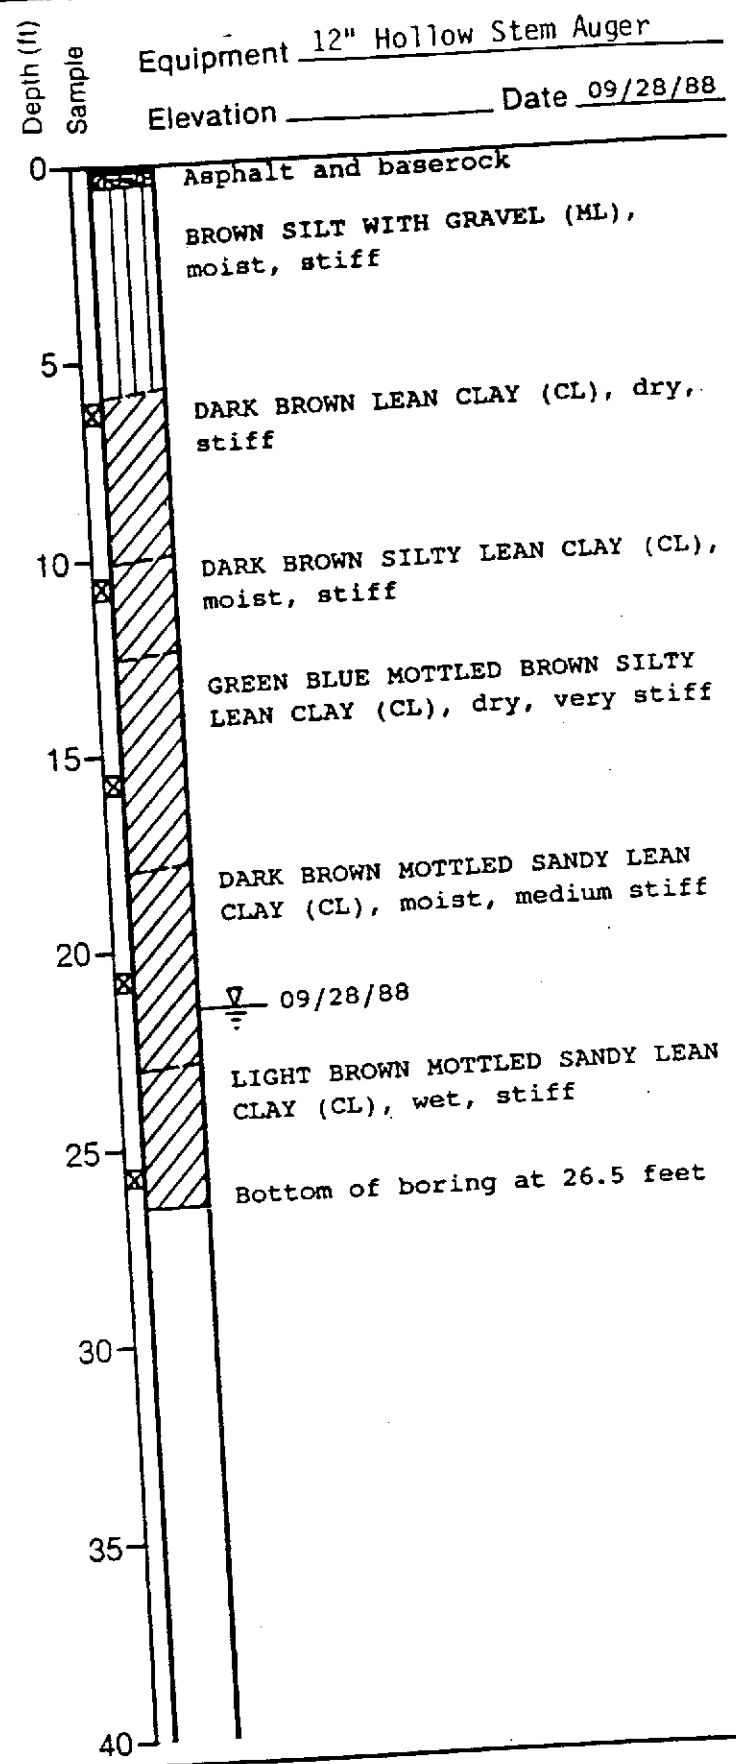 Depth (ft)
Sample
Equipment 12" Hollow Stem Auger
Elevation Date 09/28/88
0
Asphalt and baserock
BROWN SILT WITH GRAVEL (ML),
moist, stiff
5
DARK BROWN LEAN CLAY (CL), dry,
stiff
10
DARK BROWN SILTY LEAN CLAY (CL),
moist, stiff
GREEN BLUE MOTTLED BROWN SILTY
LEAN CLAY (CL), dry, very stiff
15
DARK BROWN MOTTLED SANDY LEAN
CLAY (CL), moist, medium stiff
20
09/28/88
LIGHT BROWN MOTTLED SANDY LEAN
CLAY (CL), wet, stiff
25
Bottom of boring at 26.5 feet
30
35
40